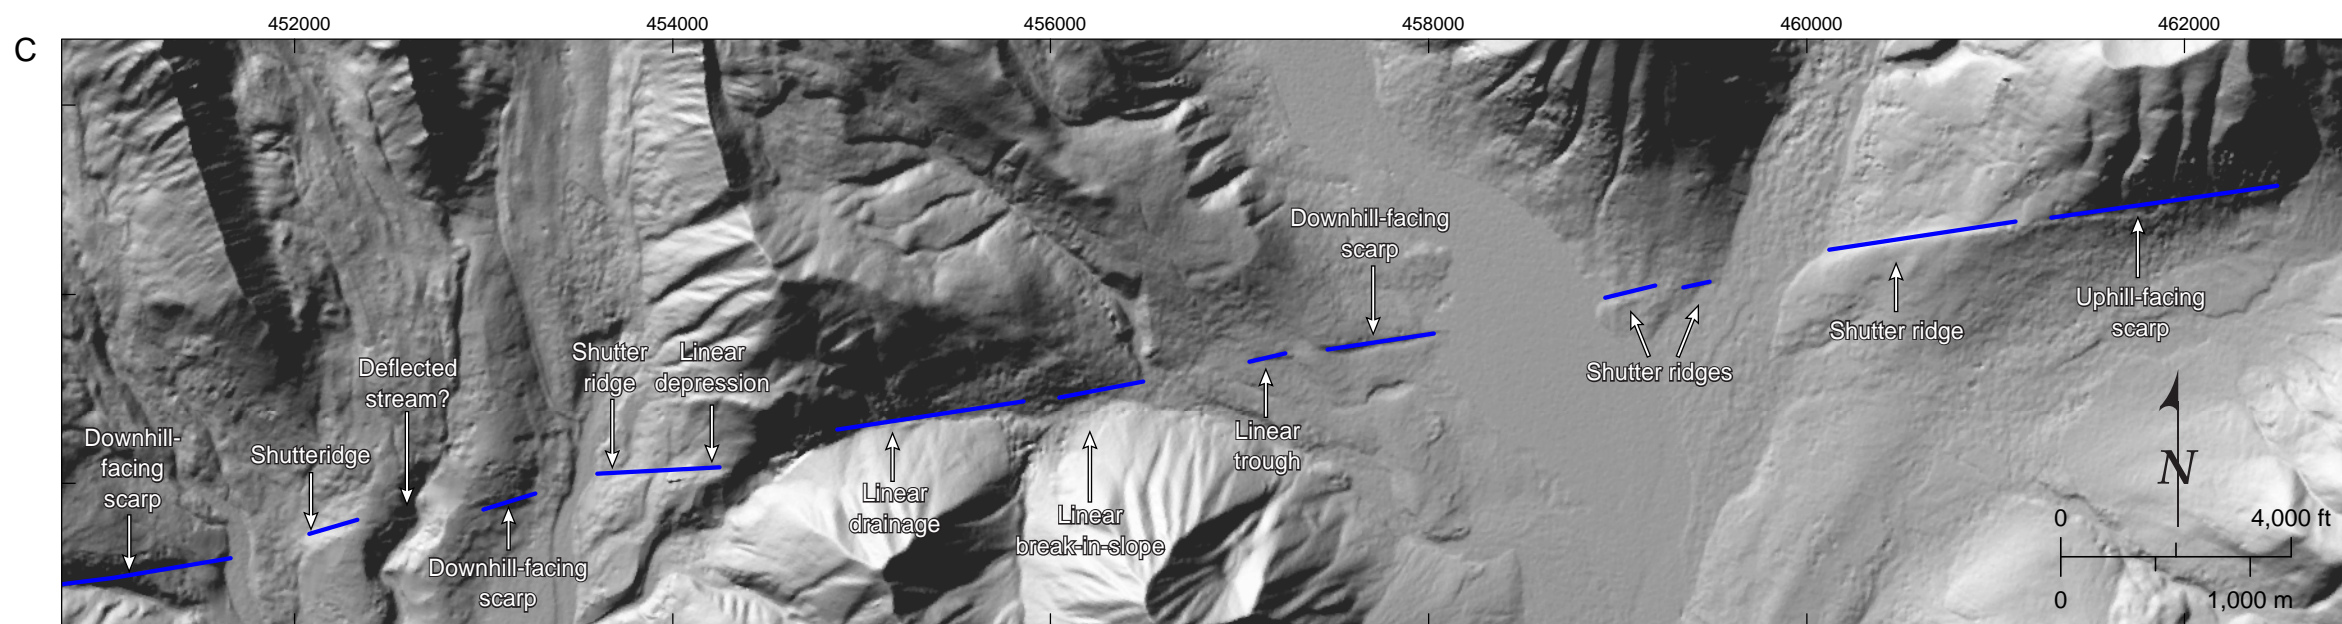 452000
454000
456000
458000
460000
462000
C
Downhill-facing
scarp
Uphill-facing
scarp
Shutter ridge
Shutter ridges
Shutter
ridge
Linear
depression
Deflected
stream?
Downhill-
facing
scarp
Shutteridge
Linear
trough
Linear
drainage
Linear
break-in-slope
Downhill-facing
scarp
N
0
4,000 ft
0
1,000 m